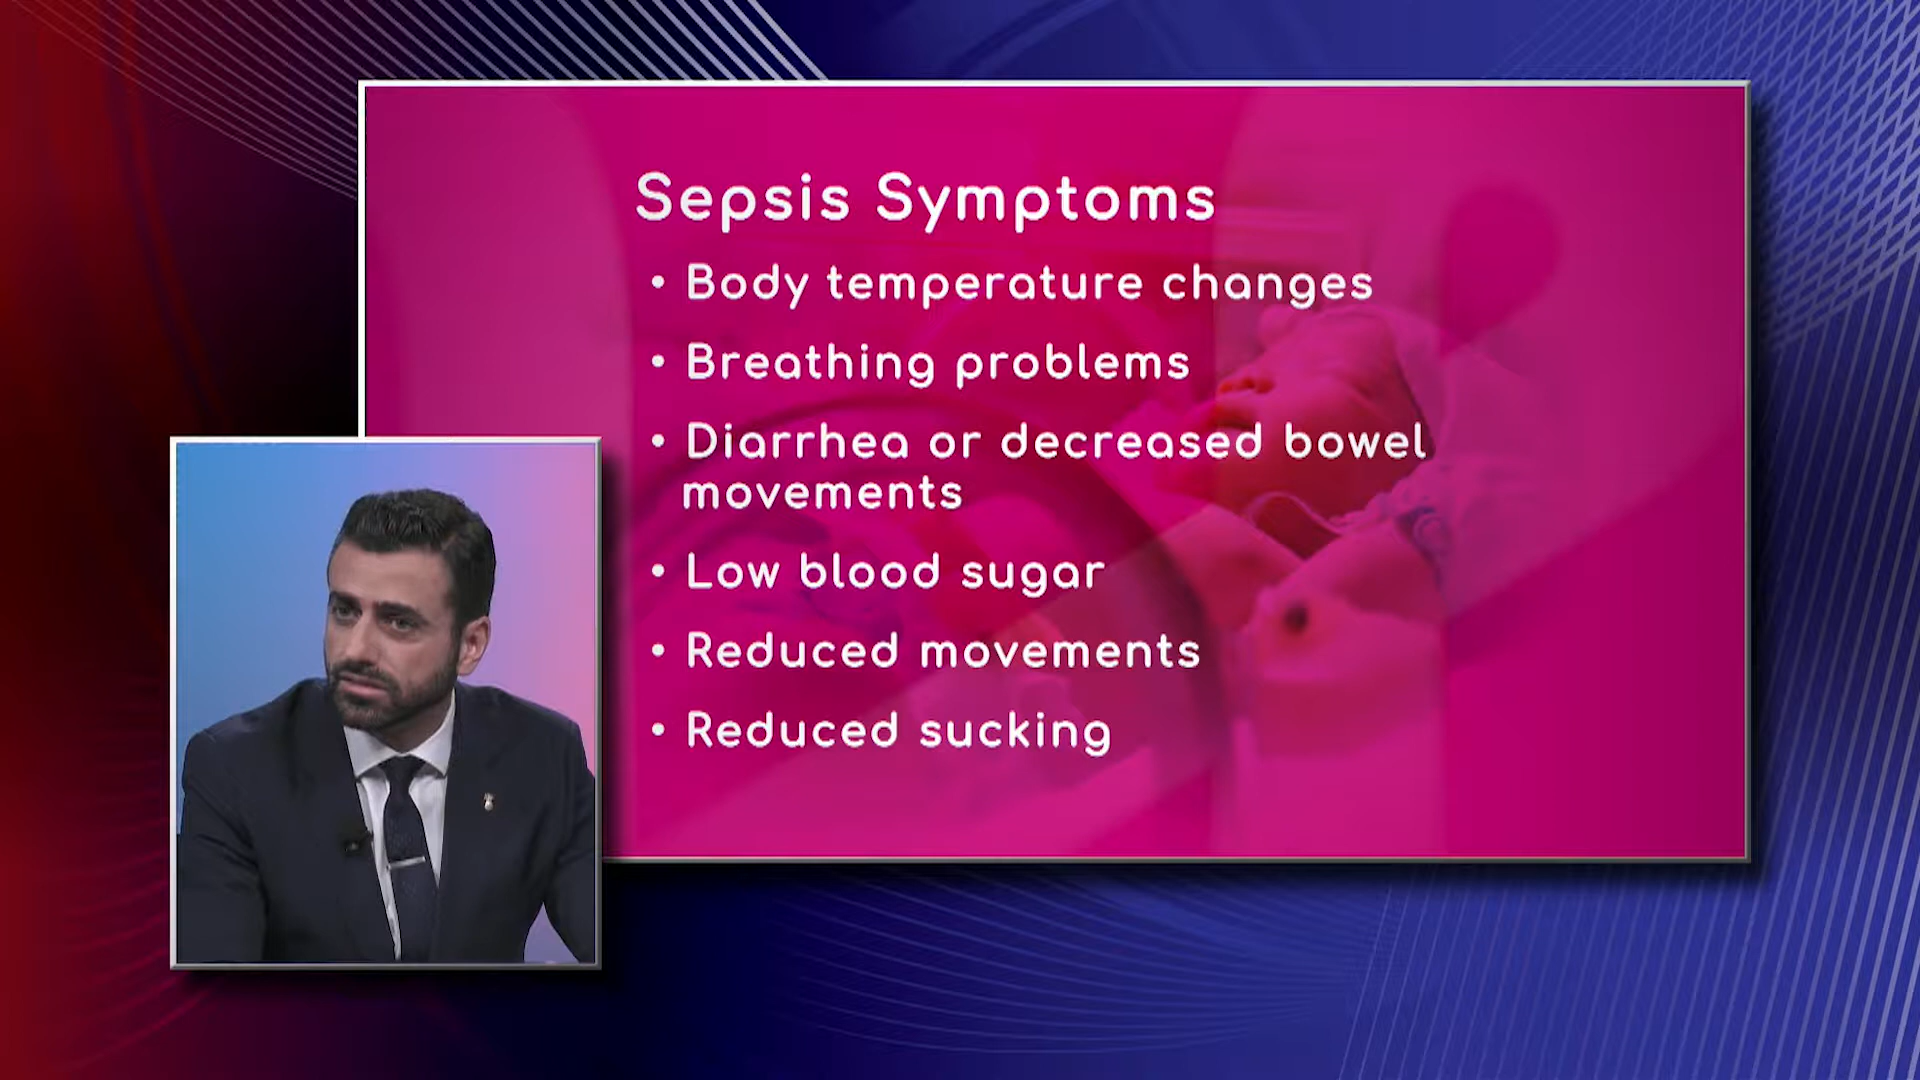 Sepsis Symptoms
• Body temperature changes
• Breathing problems
• Diarrhea or decreased bowel
movements
• Low blood sugar
• Reduced movements
• Reduced sucking